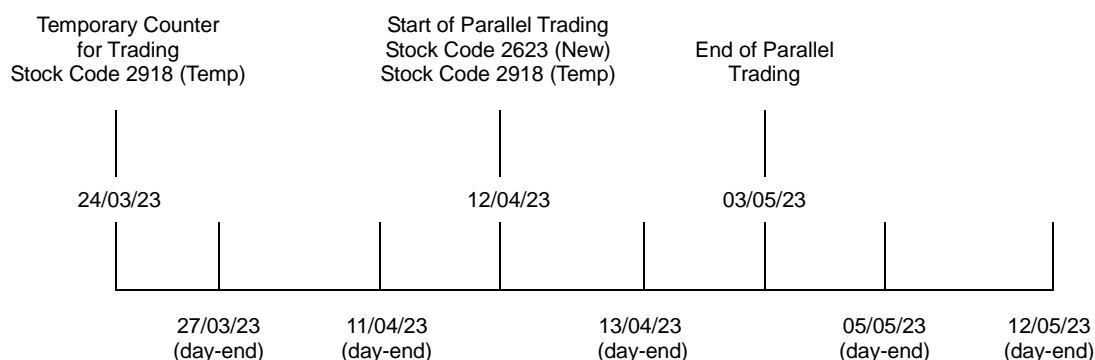 Temporary Counter
for Trading
Stock Code 2918 (Temp)
Start of Parallel Trading
Stock Code 2623 (New)
Stock Code 2918 (Temp)
End of Parallel
Trading
24/03/23
12/04/23
03/05/23
27/03/23
(day-end)
11/04/23
(day-end)
13/04/23
(day-end)
05/05/23
(day-end)
12/05/23
(day-end)